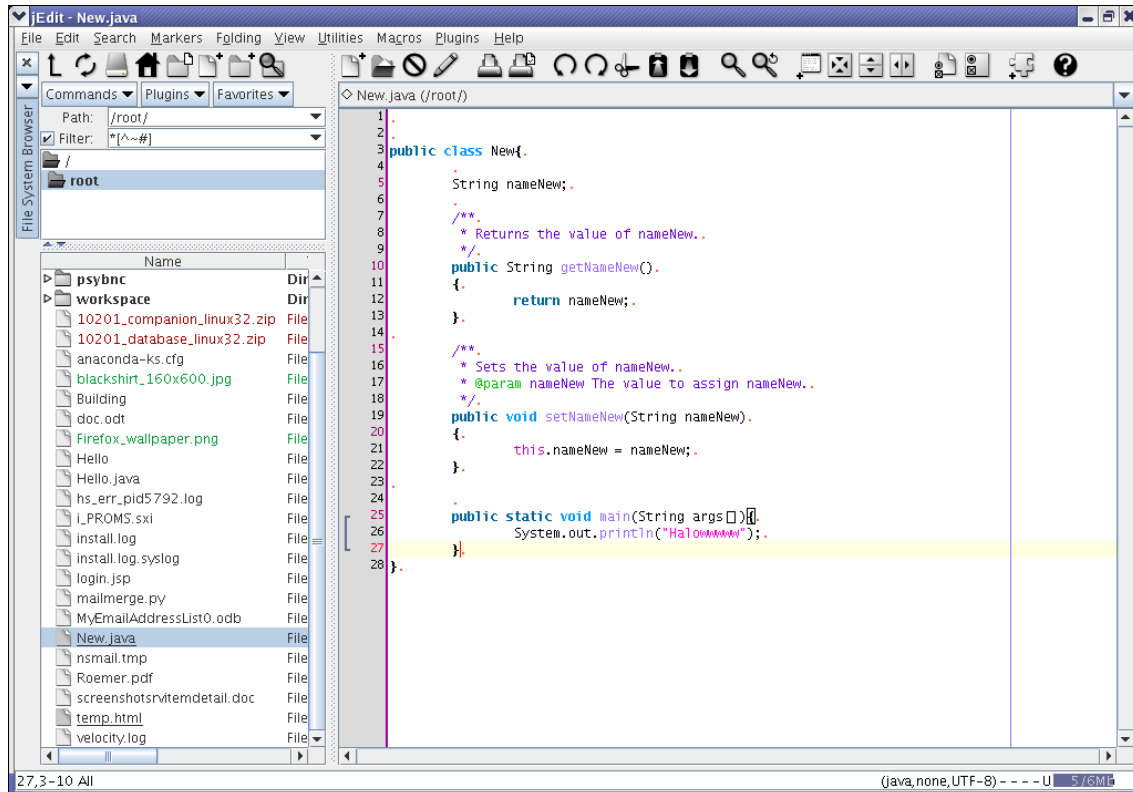 jEdit - New.java
File Edit Search Markers Folding View Utilities Macros Plugins Help
File System Browser
Commands Plugins Favorites
Path: /root/
Filter: *[^~#]
/
root
Name
psybnc Dir
workspace Dir
10201_companion_linux32.zip File
10201_database_linux32.zip File
anaconda-ks.cfg File
blackshirt_160x600.jpg File
Building File
doc.odt File
Firefox_wallpaper.png File
Hello File
Hello.java File
hs_err_pid5792.log File
i_PROMS.sxi File
install.log File
install.log.syslog File
login.jsp File
mailmerge.py File
MyEmailAddressList0.odb File
New.java File
nsmail.tmp File
Roemer.pdf File
screenshotsrvitemdetail.doc File
temp.html File
velocity.log File
New.java (/root/)
1 .
2 .
3 public class New{.
4 .
5 String nameNew;.
6 .
7 /**.
8 * Returns the value of nameNew..
9 */.
10 public String getNameNew().
11 {.
12 return nameNew;.
13 }.
14 .
15 /**.
16 * Sets the value of nameNew..
17 * @param nameNew The value to assign nameNew..
18 */.
19 public void setNameNew(String nameNew).
20 {.
21 this.nameNew = nameNew;.
22 }.
23 .
24 .
25 public static void main(String args[]){.
26 System.out.println("Halowwwww");.
27 }.
28 }.
27,3-10 All
(java,none,UTF-8) - - - - U 5/6Mb